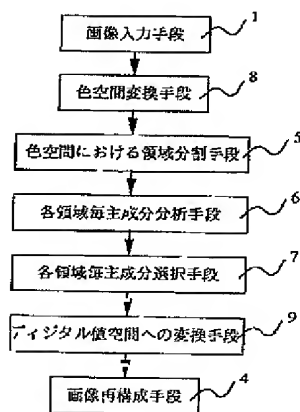 1
画像入力手段
8
色空間変換手段
5
色空間における領域分割手段
6
各領域毎主成分分析手段
7
各領域毎主成分選択手段
9
ディジタル値空間への変換手段
4
画像再構成手段